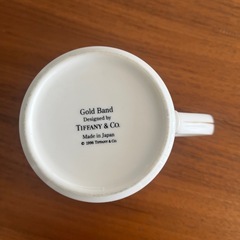 Gold Band
Designed by
TIFFANY & CO.
Made in Japan
© 1996 TIFFANY & CO.